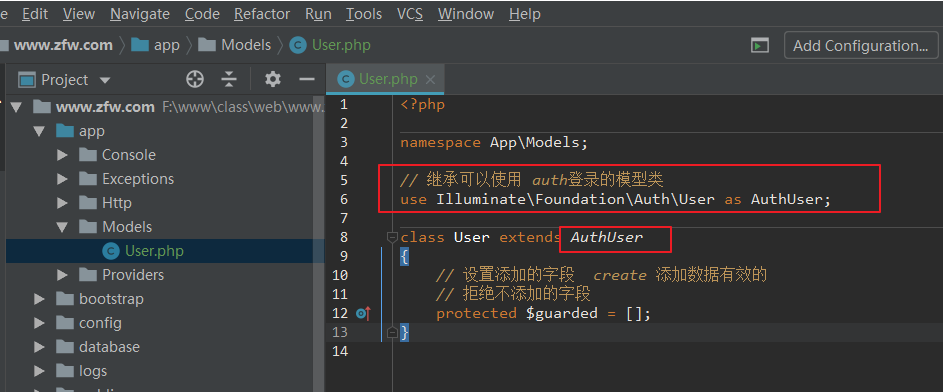 le Edit View Navigate Code Refactor Run Tools VCS Window Help
www.zfw.com app Models User.php Add Configuration...
Project
User.php
www.zfw.com F:\www\class\web\www.
app
Console
Exceptions
Http
Models
User.php
Providers
bootstrap
config
database
logs
1 <?php
2
3 namespace App\Models;
4
5 // 继承可以使用 auth登录的模型类
6 use Illuminate\Foundation\Auth\User as AuthUser;
7
8 class User extends AuthUser
9 {
10 // 设置添加的字段 create 添加数据有效的
11 // 拒绝不添加的字段
12 protected $guarded = [];
13 }
14